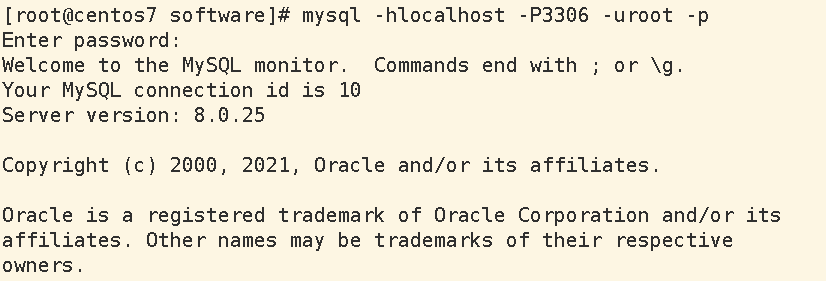 [root@centos7 software]# mysql -hlocalhost -P3306 -uroot -p
Enter password:
Welcome to the MySQL monitor.  Commands end with ; or \g.
Your MySQL connection id is 10
Server version: 8.0.25

Copyright (c) 2000, 2021, Oracle and/or its affiliates.

Oracle is a registered trademark of Oracle Corporation and/or its
affiliates. Other names may be trademarks of their respective
owners.